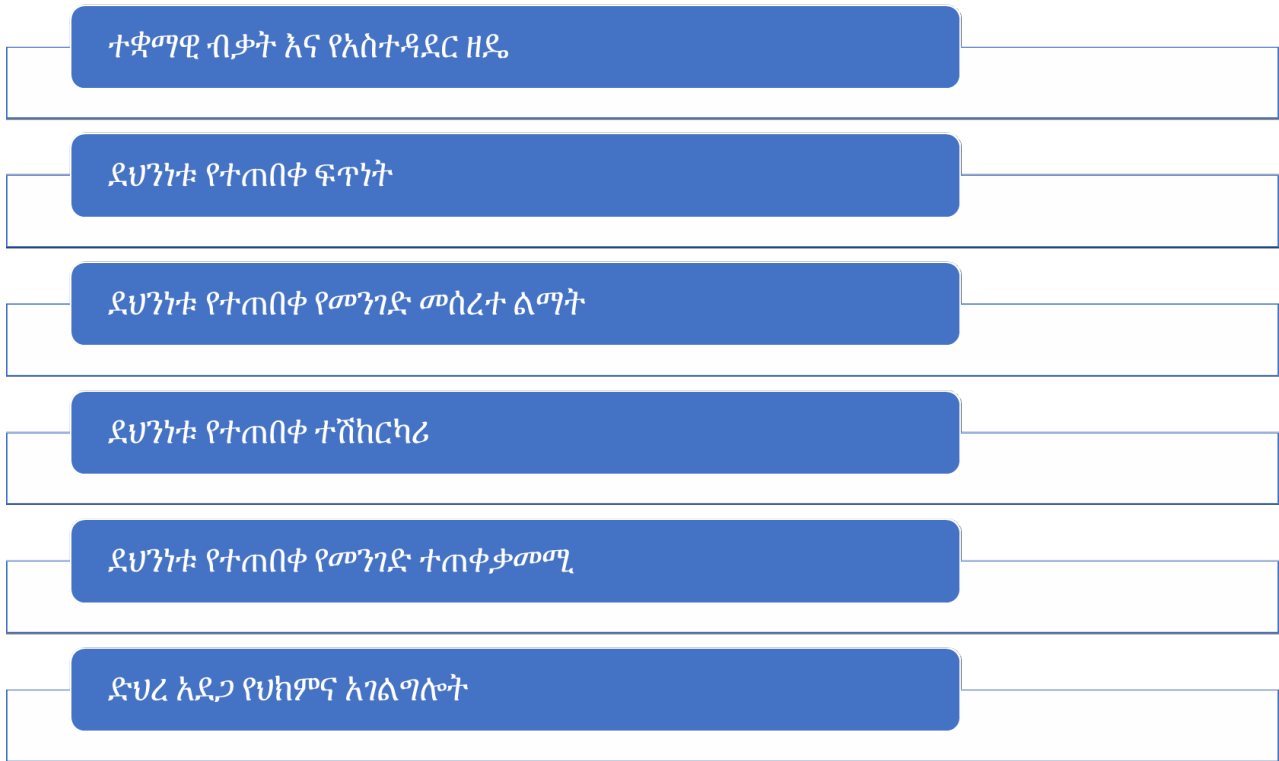 ተቋማዊ ብቃት እና የአስተዳደር ዘዴ
ደህንነቱ የተጠበቀ ፍጥነት
ደህንነቱ የተጠበቀ የመንገድ መሰረተ ልማት
ደህንነቱ የተጠበቀ ተሽከርካሪ
ደህንነቱ የተጠበቀ የመንገድ ተጠቀቃመሚ
ድህረ አደጋ የህክምና አገልግሎት